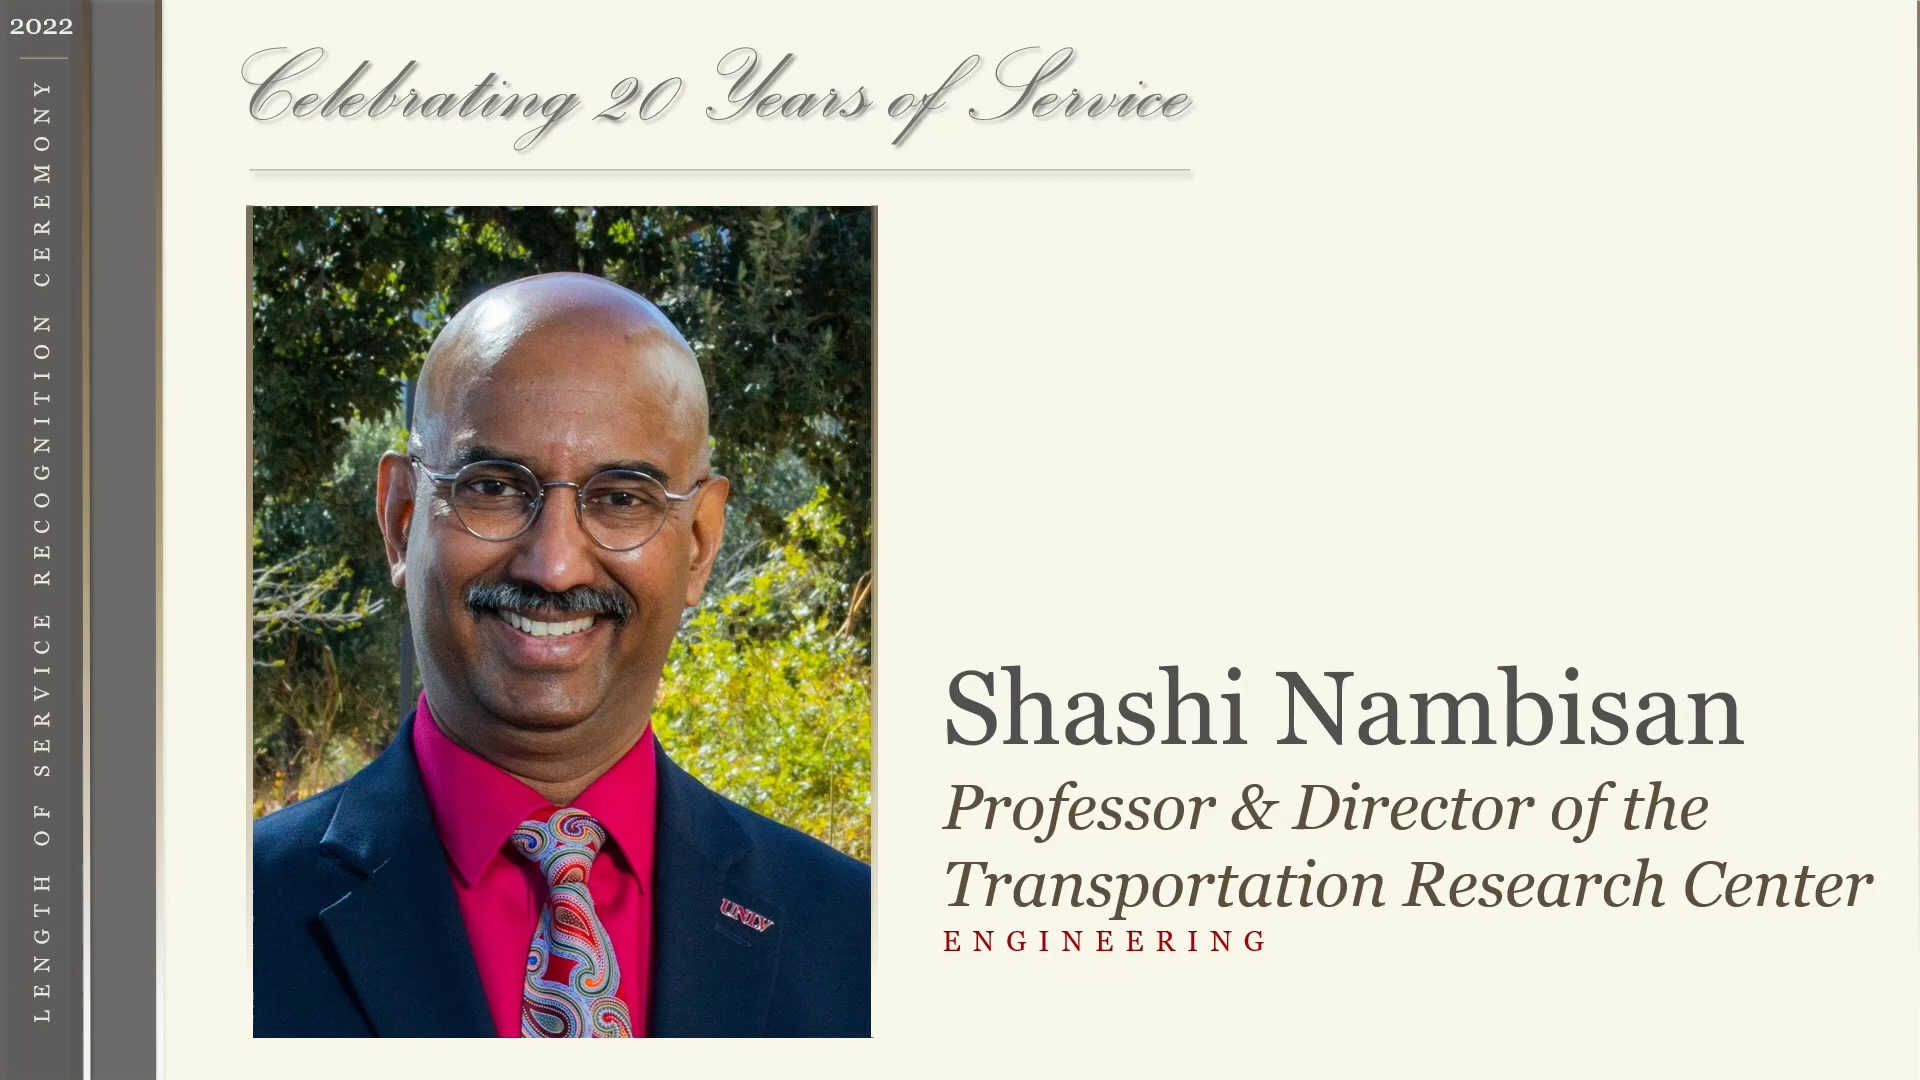 2022
LENGTH OF SERVICE RECOGNITION CEREMONY
Celebrating 20 Years of Service
UNLV
Shashi Nambisan
Professor & Director of the
Transportation Research Center
ENGINEERING